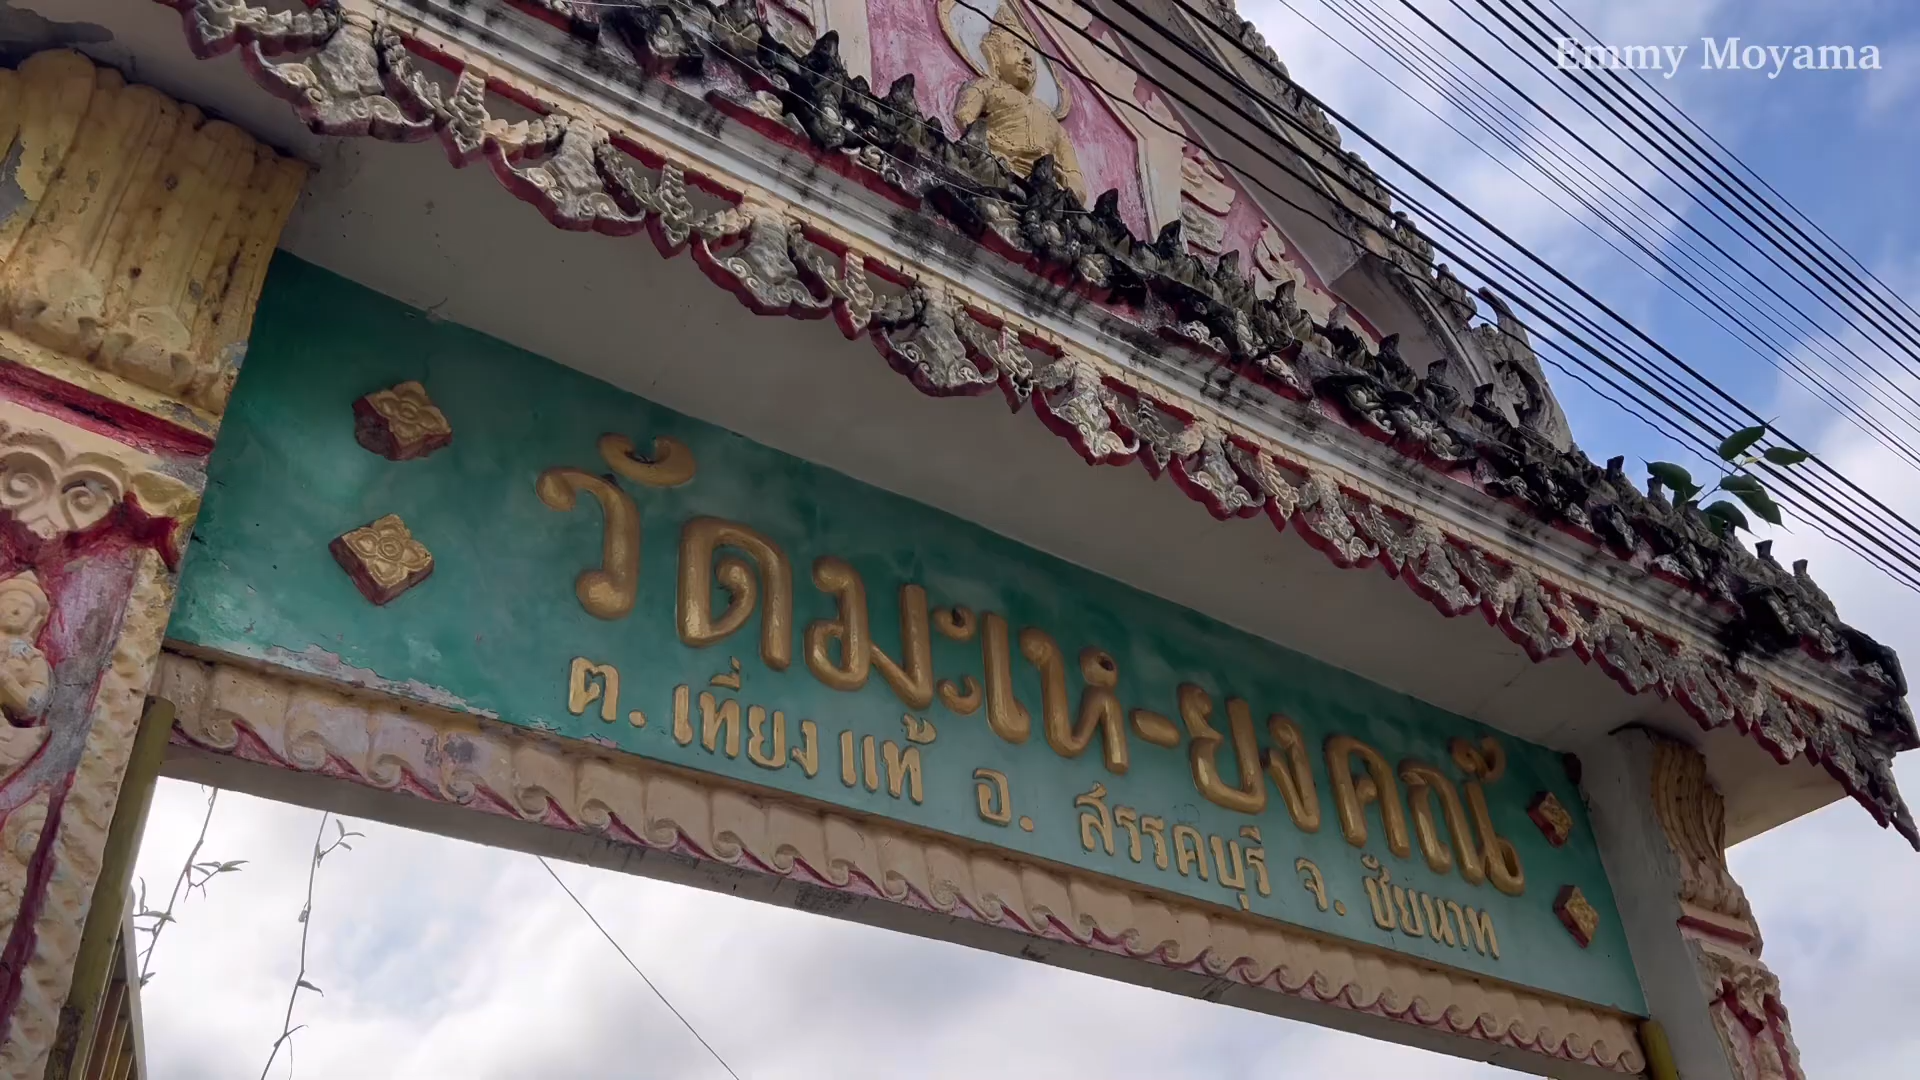 Emmy Moyama
วัดมะเห-ยงคณ์
ต. เที่ยงแท้ อ. สรรคบุรี จ. ชัยนาท